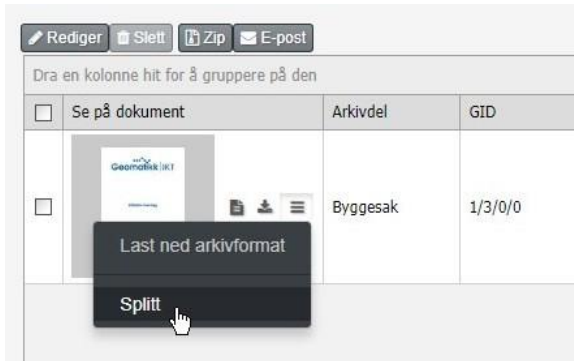 Rediger Slett Zip E-post
Dra en kolonne hit for å gruppere på den
Se på dokument Arkivdel GID
Geomatikk IKT
Byggesak 1/3/0/0
Last ned arkivformat
Splitt